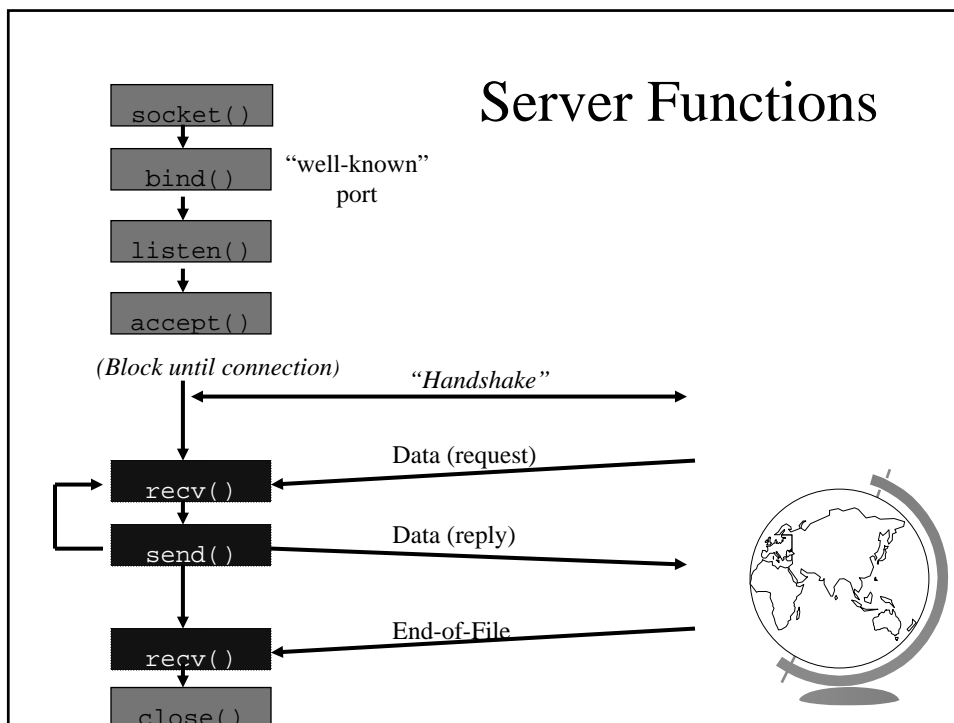 Server Functions
socket()
bind()
“well-known”
port
listen()
accept()
(Block until connection)
“Handshake”
Data (request)
recv()
Data (reply)
send()
End-of-File
recv()
close()